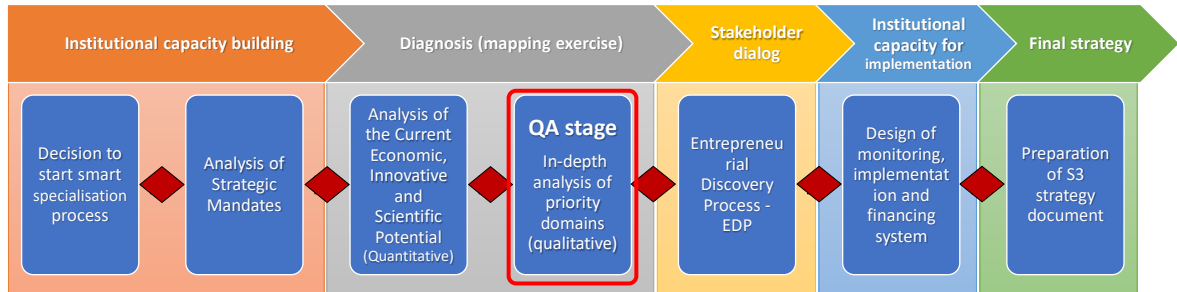 Institutional capacity building
Diagnosis (mapping exercise)
Stakeholder
dialog
Institutional
capacity for
implementation
Final strategy
Decision to
start smart
specialisation
process
Analysis of
Strategic
Mandates
Analysis of
the Current
Economic,
Innovative
and
Scientific
Potential
(Quantitative)
QA stage
In-depth
analysis of
priority
domains
(qualitative)
Entrepreneu
rial
Discovery
Process -
EDP
Design of
monitoring,
implementat
ion and
financing
system
Preparation
of S3
strategy
document